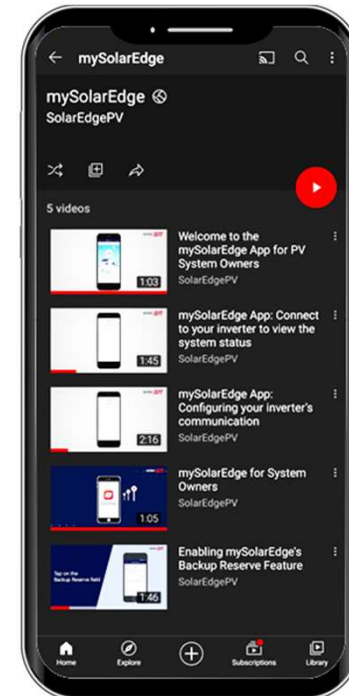 mySolarEdge
mySolarEdge
SolarEdgePV
5 videos
1:03
Welcome to the
mySolarEdge App for PV
System Owners
SolarEdgePV
1:45
mySolarEdge App: Connect
to your inverter to view the
system status
SolarEdgePV
2:16
mySolarEdge App:
Configuring your inverter's
communication
SolarEdgePV
1:05
mySolarEdge for System
Owners
SolarEdgePV
Tap on the
Backup Reserve field
1:46
Enabling mySolarEdge's
Backup Reserve Feature
SolarEdgePV
Home
Explore
Subscriptions
Library